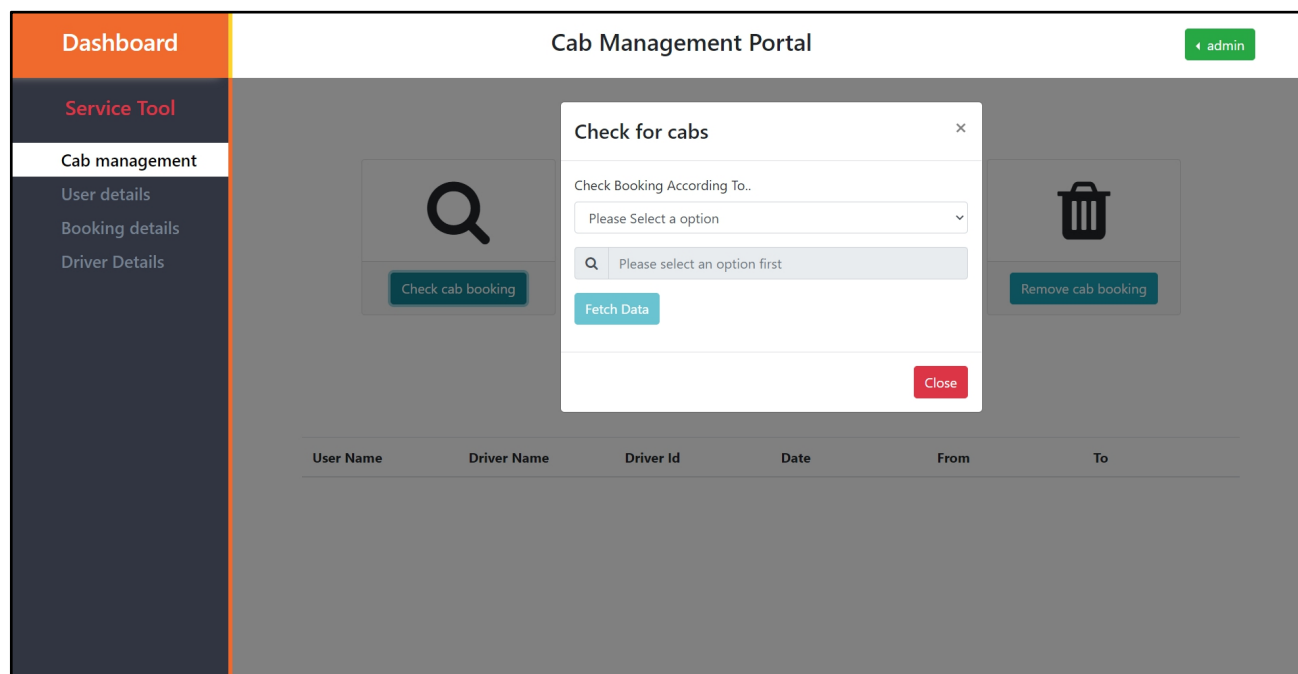 Dashboard
Cab Management Portal
admin
Service Tool
Cab management
User details
Booking details
Driver Details
Check for cabs
×
Check Booking According To..
Please Select a option
Please select an option first
Fetch Data
Close
Check cab booking
Remove cab booking
User Name Driver Name Driver Id Date From To